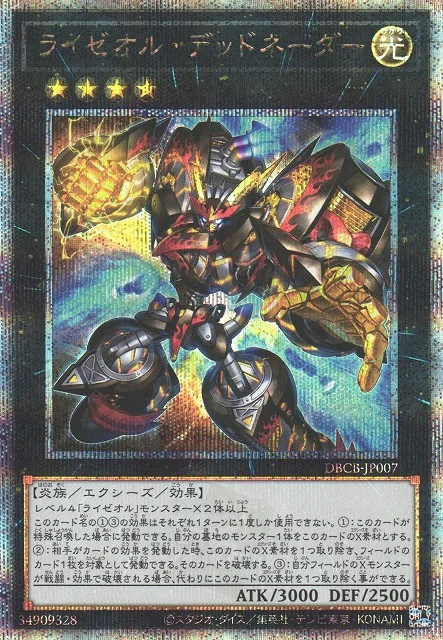 ライゼオル・デッドネーダー
光
DBCB-JP007
【炎族／エクシーズ／効果】
レベル４「ライゼオル」モンスター×２体以上
このカード名の①③の効果はそれぞれ１ターンに１度しか使用できない。①：このカードが
特殊召喚した場合に発動できる。自分の墓地のモンスター１体をこのカードのX素材とする。
②：相手がカードの効果を発動した時、このカードのX素材を１つ取り除き、フィールドの
カード１枚を対象として発動できる。そのカードを破壊する。③：自分フィールドのXモンスター
が戦闘・効果で破壊される場合、代わりにこのカードのX素材を１つ取り除く事ができる。
ATK/3000 DEF/2500
34909328
©スタジオ・ダイス／集英社・テレビ東京・KONAMI